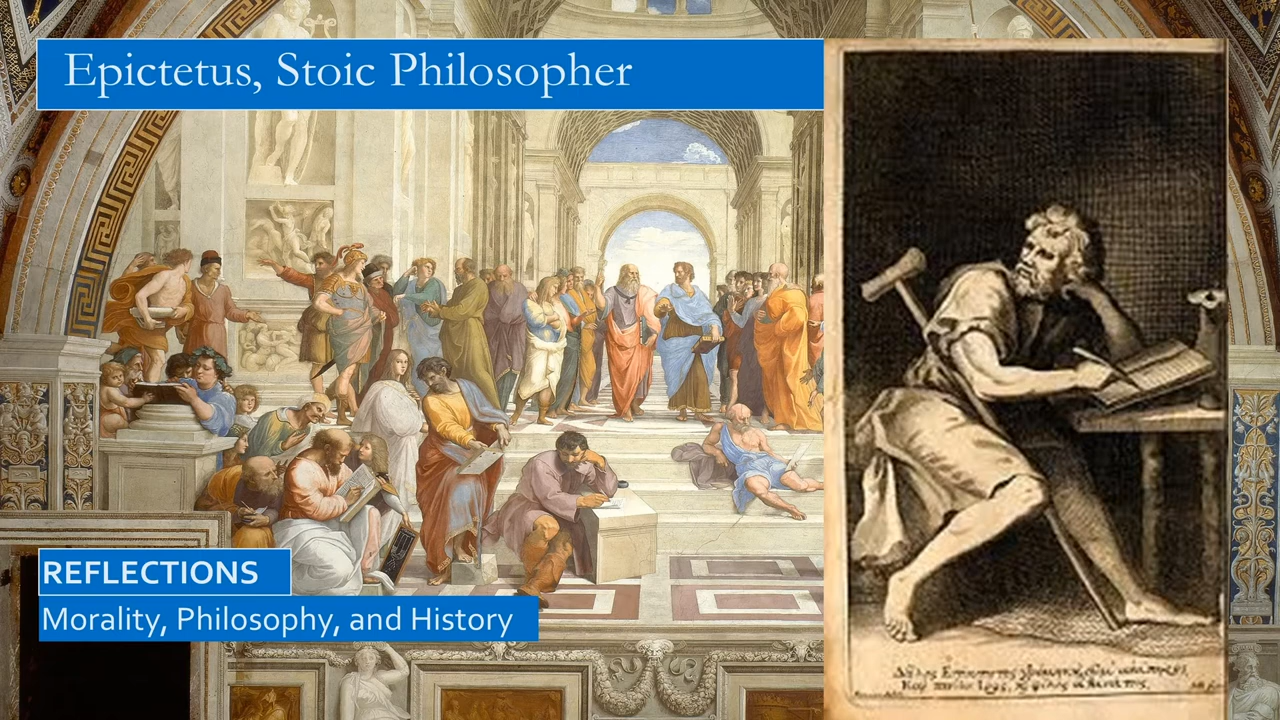 Epictetus, Stoic Philosopher
REFLECTIONS
Morality, Philosophy, and History